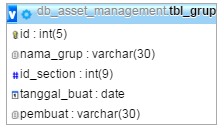 v db_asset_management.tbl_grup
id : int(5)
nama_grup : varchar(30)
# id_section : int(9)
tanggal_buat : date
pembuat : varchar(30)